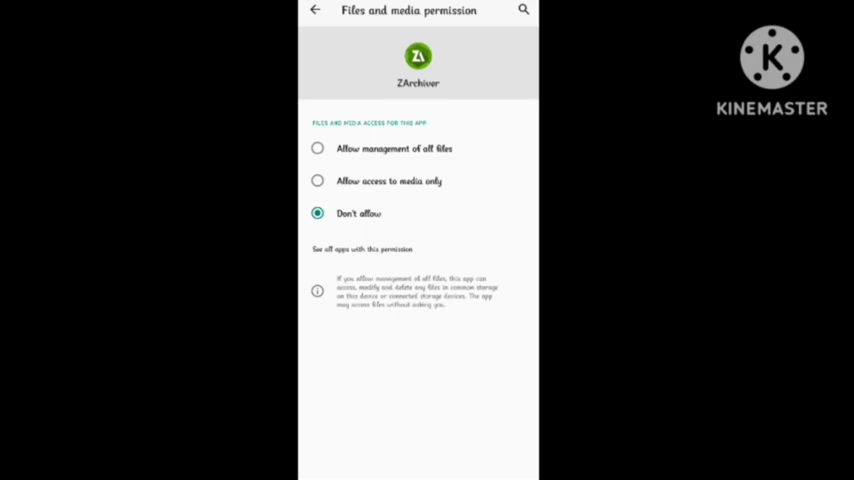 Files and media permission
ZA
ZArchiver
FILES AND MEDIA ACCESS FOR THIS APP
Allow management of all files
Allow access to media only
Don't allow
See all apps with this permission
If you allow management of all files, this app can
access, modify and delete any files in common storage
on this device or connected storage devices. The app
may access files without asking you.
K
KINEMASTER